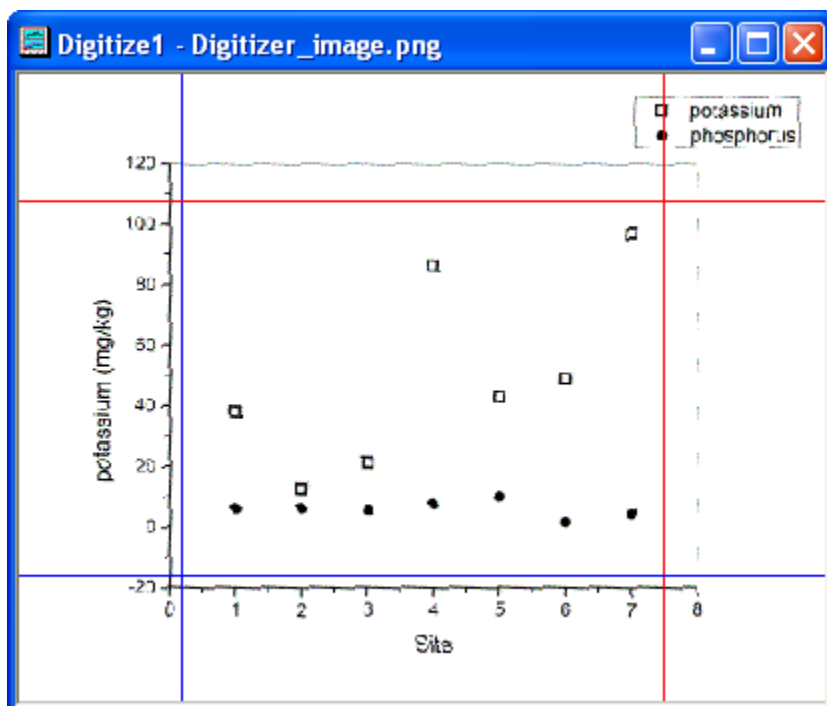 Digitize1 - Digitizer_image.png
potassium
phosphorus
120
100
80
60
40
20
0
-20
potassium (mg/kg)
0 1 2 3 4 5 6 7 8
Site